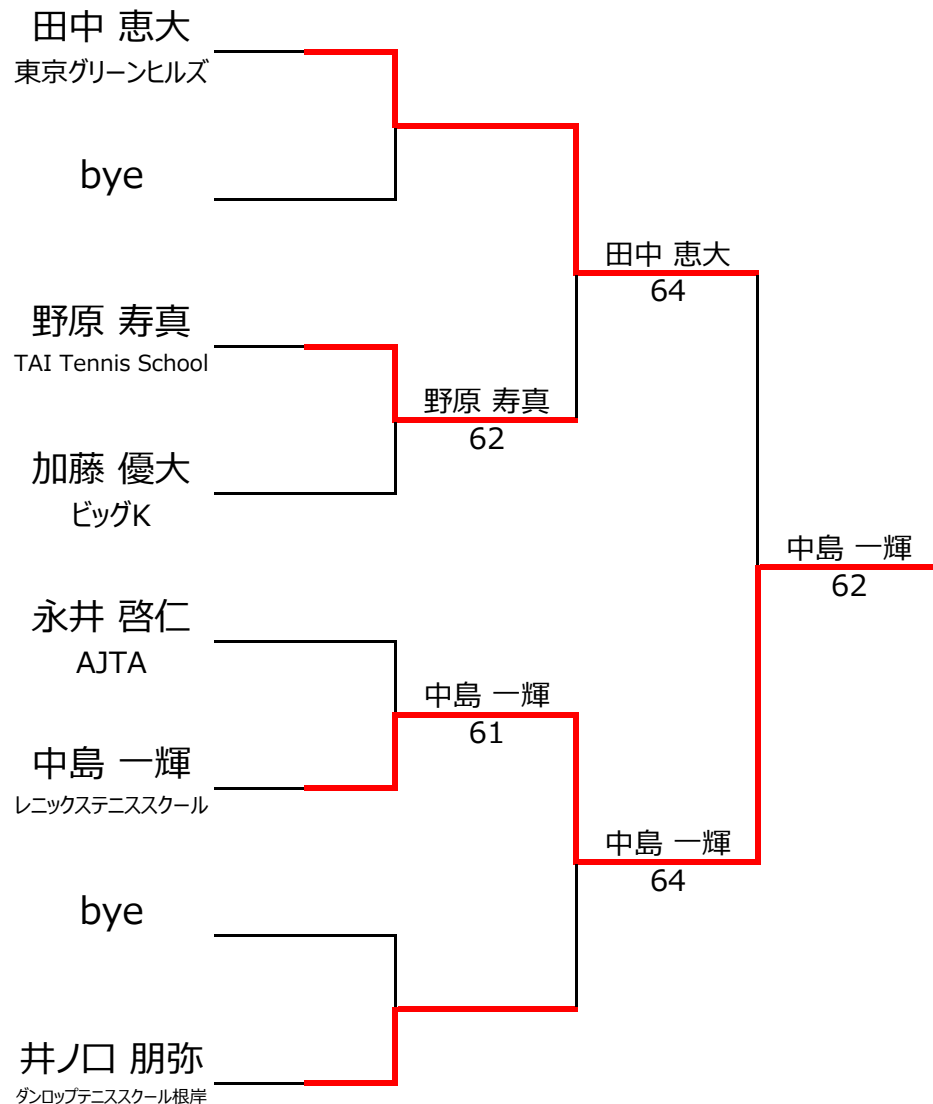 田中 恵大
東京グリーンヒルズ
bye
野原 寿真
TAI Tennis School
加藤 優大
ビッグK
永井 啓仁
AJTA
中島 一輝
レニックステニススクール
bye
井ノ口 朋弥
ダンロップテニススクール根岸
野原 寿真
62
中島 一輝
61
田中 恵大
64
中島 一輝
64
中島 一輝
62